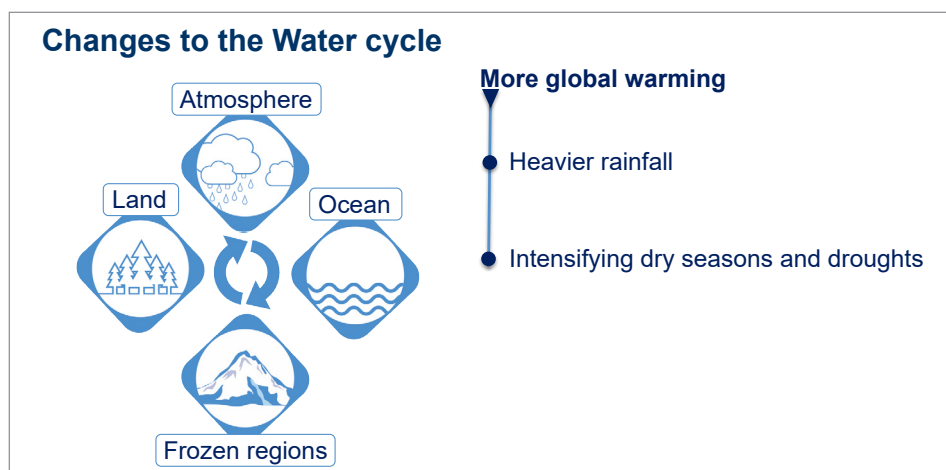 Changes to the Water cycle
Atmosphere
Land
Ocean
Frozen regions
More global warming
Heavier rainfall
Intensifying dry seasons and droughts